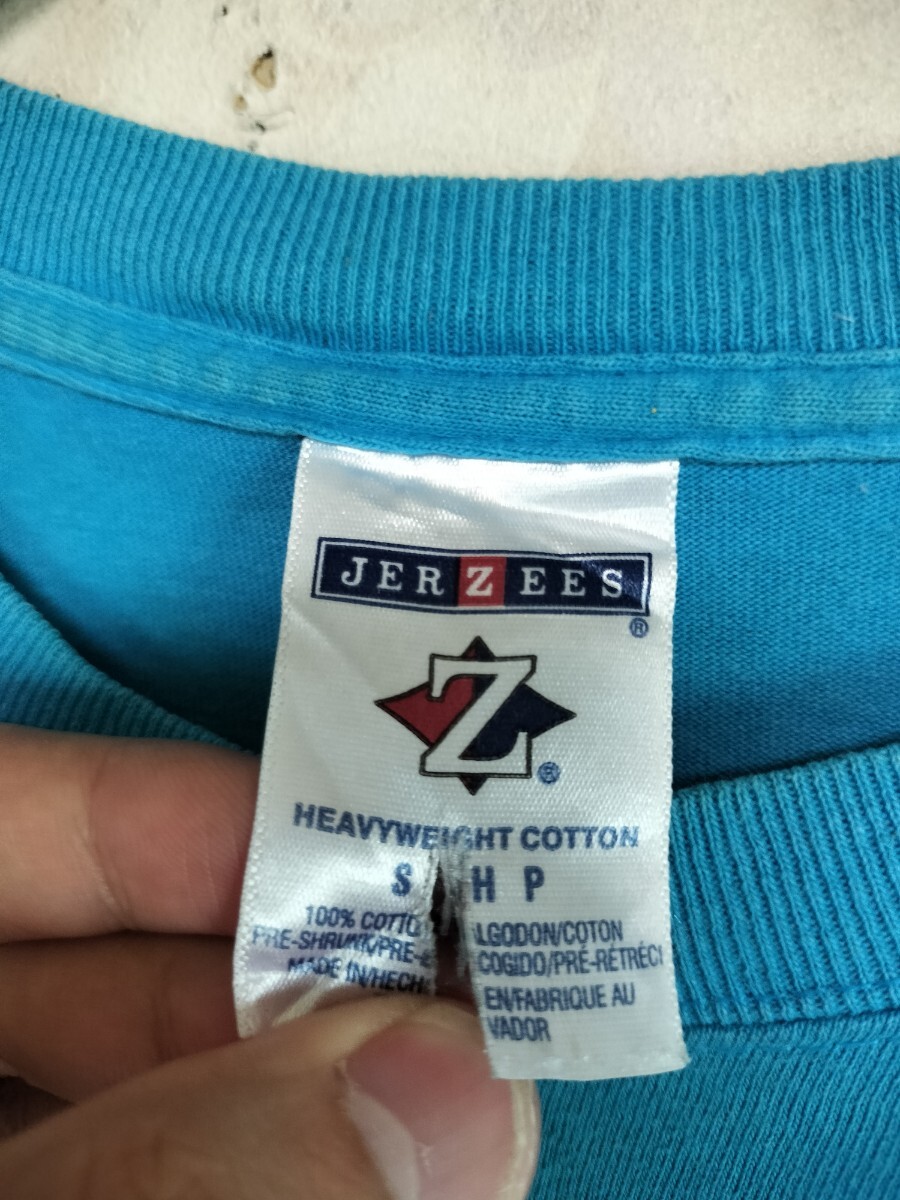 JERZEES
®
Z
®
HEAVYWEIGHT COTTON
S H P
100% COTTO LGODON/COTON
PRE-SHRUNK/PRE- COGIDO/PRÉ-RÉTRÉCI
MADE IN/HECH EN/FABRIQUE AU
VADOR